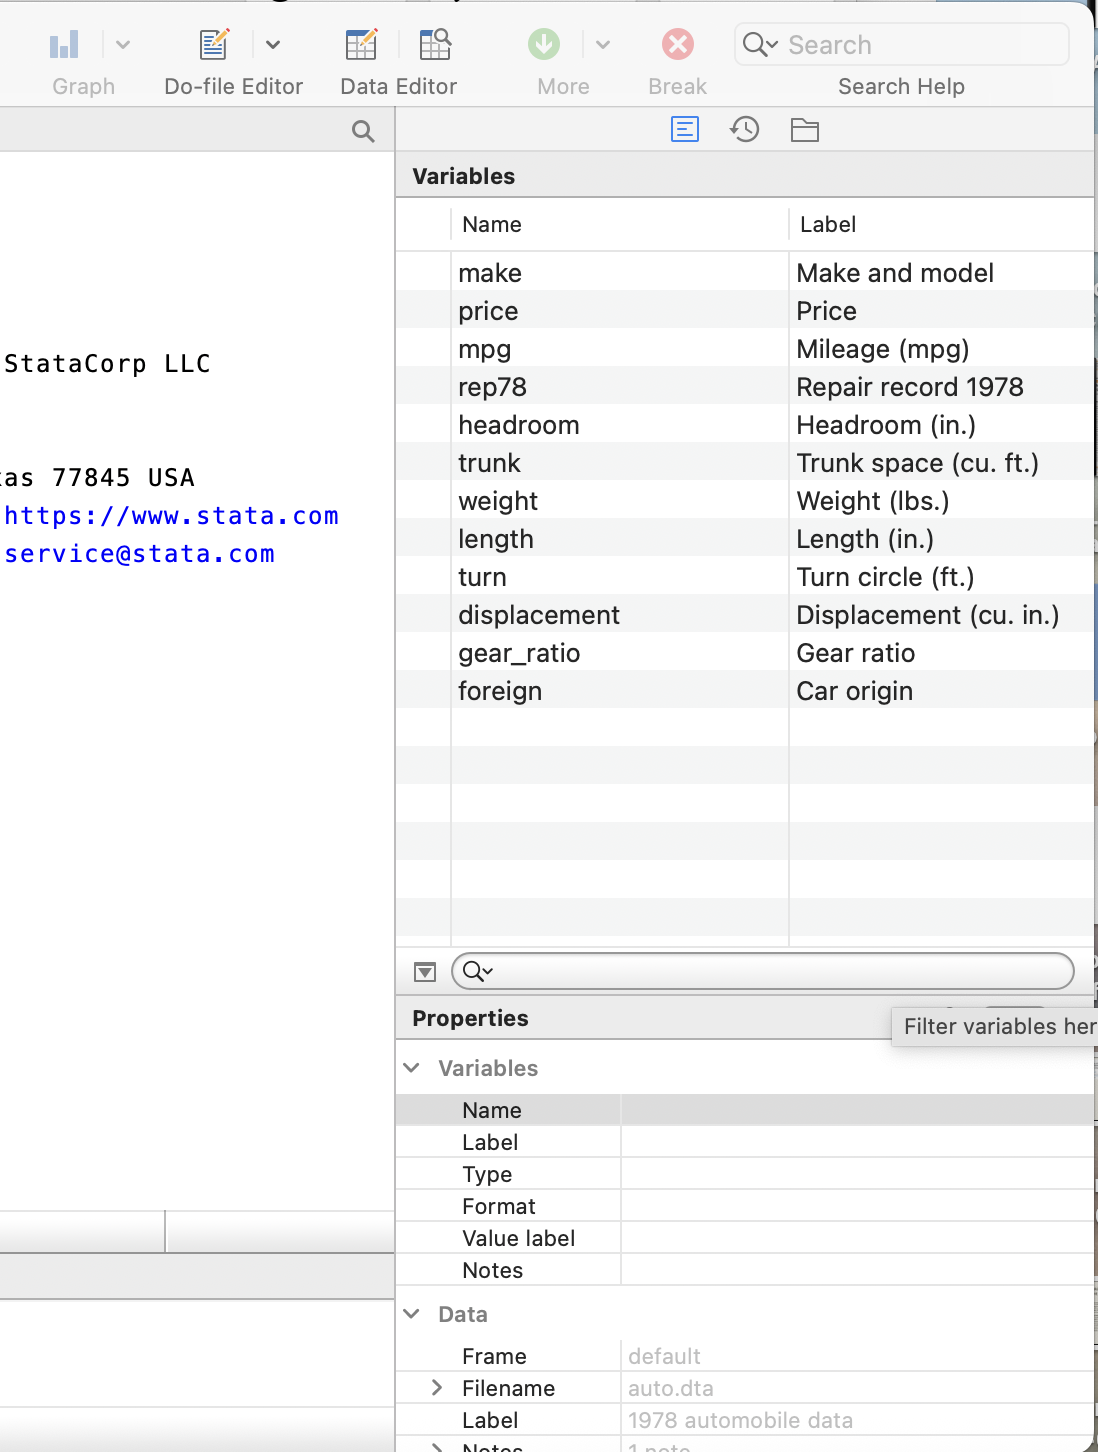 Graph
Do-file Editor
Data Editor
More
Break
Search
Search Help
StataCorp LLC
77845 USA
https://www.stata.com
service@stata.com
Variables
Name Label
make Make and model
price Price
mpg Mileage (mpg)
rep78 Repair record 1978
headroom Headroom (in.)
trunk Trunk space (cu. ft.)
weight Weight (lbs.)
length Length (in.)
turn Turn circle (ft.)
displacement Displacement (cu. in.)
gear_ratio Gear ratio
foreign Car origin
Properties
Filter variables her
Variables
Name
Label
Type
Format
Value label
Notes
Data
Frame default
Filename auto.dta
Label 1978 automobile data
Notes 1 note